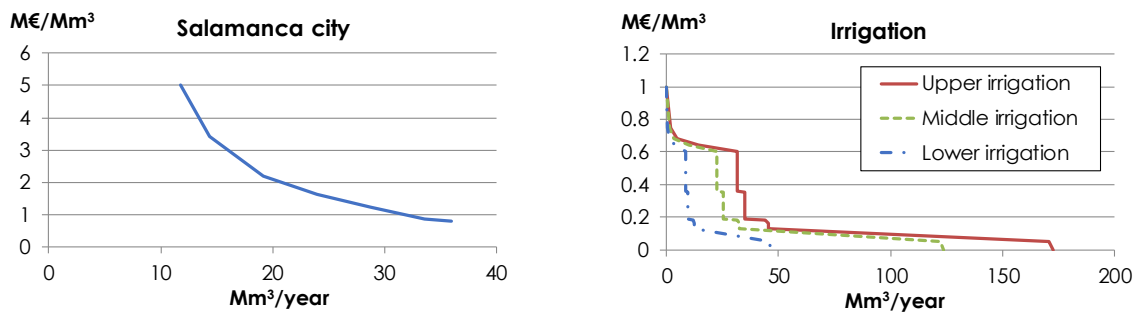 M€/Mm³
Salamanca city
6
5
4
3
2
1
0
0 10 20 30 40
Mm³/year
M€/Mm³
Irrigation
1.2
1
0.8
0.6
0.4
0.2
0
Upper irrigation
Middle irrigation
Lower irrigation
0 50 100 150 200
Mm³/year